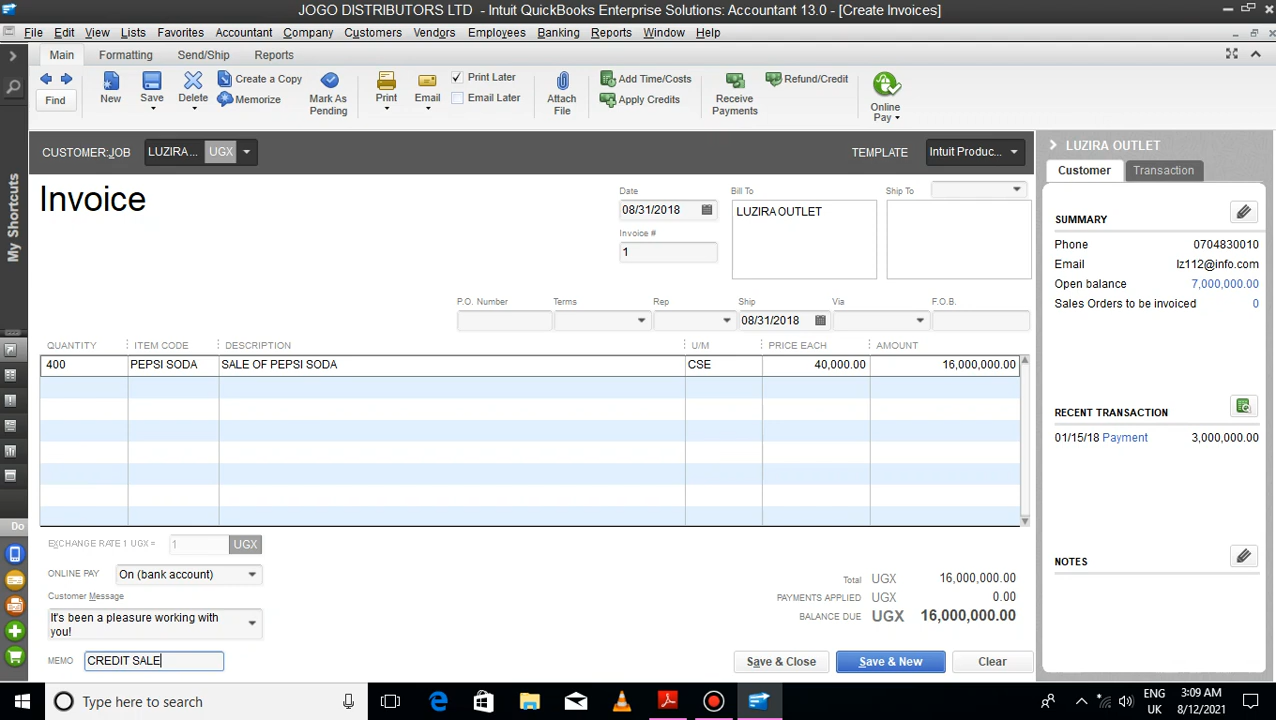 JOGO DISTRIBUTORS LTD - Intuit QuickBooks Enterprise Solutions: Accountant 13.0 - [Create Invoices]
File Edit View Lists Favorites Accountant Company Customers Vendors Employees Banking Reports Window Help
Main Formatting Send/Ship Reports
Find
New
Save
Delete
Create a Copy
Memorize
Mark As
Pending
Print
Email
Print Later
Email Later
Attach
File
Add Time/Costs
Apply Credits
Receive
Payments
Refund/Credit
Online
Pay
My Shortcuts
Do
CUSTOMER:JOB LUZIRA... UGX
TEMPLATE Intuit Produc...
Invoice
Date
08/31/2018
Invoice #
1
Bill To
LUZIRA OUTLET
Ship To
P.O. Number Terms Rep Ship Via F.O.B.
08/31/2018
QUANTITY ITEM CODE DESCRIPTION U/M PRICE EACH AMOUNT
400 PEPSI SODA SALE OF PEPSI SODA CSE 40,000.00 16,000,000.00
EXCHANGE RATE 1 UGX = 1 UGX
ONLINE PAY On (bank account)
Customer Message
It's been a pleasure working with
you!
MEMO CREDIT SALE
Total UGX 16,000,000.00
PAYMENTS APPLIED UGX 0.00
BALANCE DUE UGX 16,000,000.00
Save & Close Save & New Clear
LUZIRA OUTLET
Customer Transaction
SUMMARY
Phone 0704830010
Email lz112@info.com
Open balance 7,000,000.00
Sales Orders to be invoiced 0
RECENT TRANSACTION
01/15/18 Payment 3,000,000.00
NOTES
Type here to search
ENG
UK
3:09 AM
8/12/2021